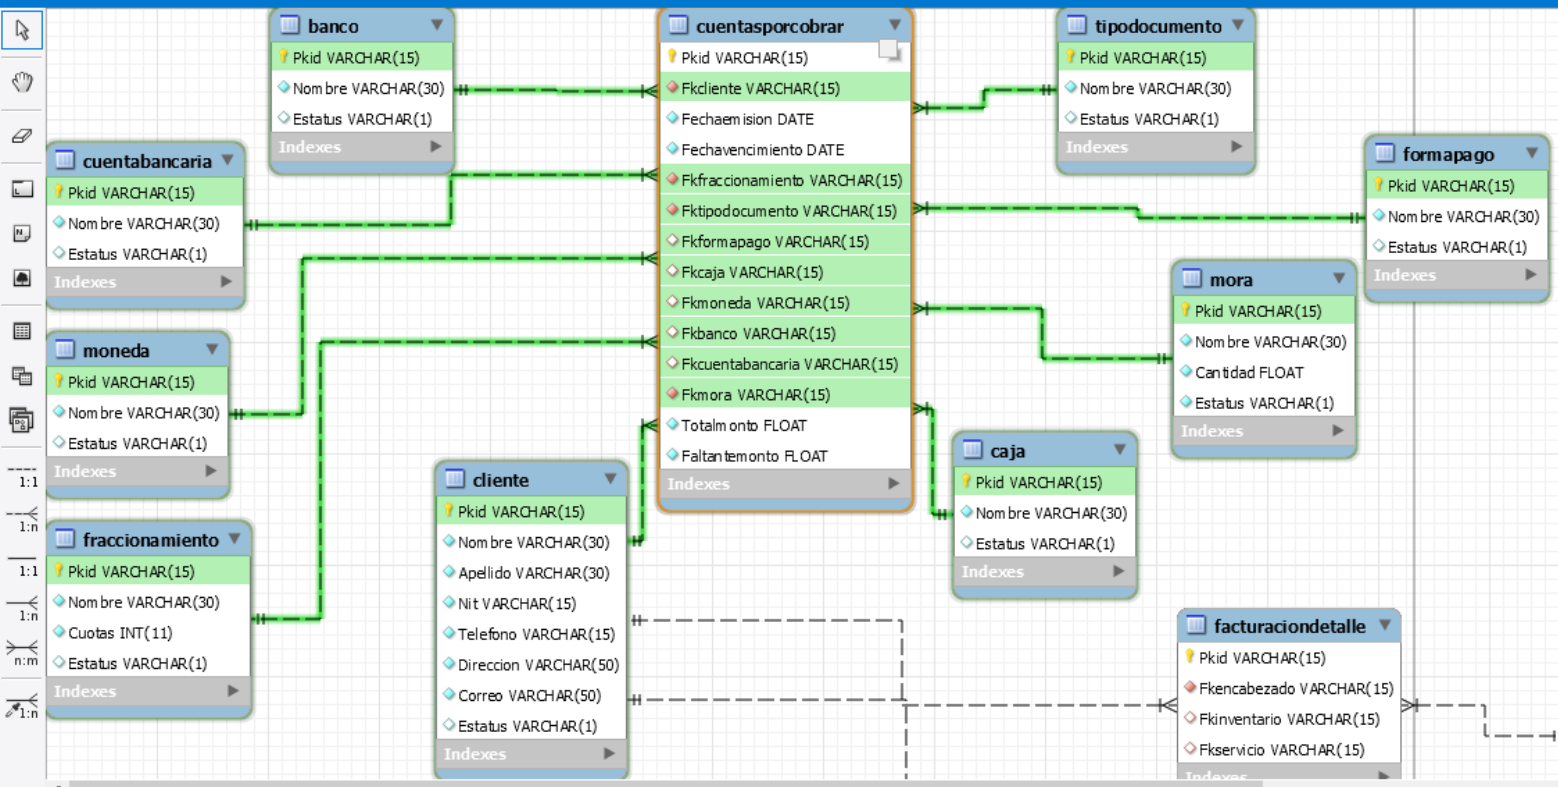 banco
Pkid VARCHAR(15)
Nombre VARCHAR(30)
Estatus VARCHAR(1)
Indexes
cuentasporcobrar
Pkid VARCHAR(15)
Fkcliente VARCHAR(15)
Fechaemision DATE
Fechavencimiento DATE
Fkfraccionamiento VARCHAR(15)
Fktipodocumento VARCHAR(15)
Fkformapago VARCHAR(15)
Fkcaja VARCHAR(15)
Fkmoneda VARCHAR(15)
Fkbanco VARCHAR(15)
Fkcuentabancaria VARCHAR(15)
Fkmora VARCHAR(15)
Totalmonto FLOAT
Faltantemonto FLOAT
Indexes
tipodocumento
Pkid VARCHAR(15)
Nombre VARCHAR(30)
Estatus VARCHAR(1)
Indexes
cuentabancaria
Pkid VARCHAR(15)
Nombre VARCHAR(30)
Estatus VARCHAR(1)
Indexes
formapago
Pkid VARCHAR(15)
Nombre VARCHAR(30)
Estatus VARCHAR(1)
Indexes
mora
Pkid VARCHAR(15)
Nombre VARCHAR(30)
Cantidad FLOAT
Estatus VARCHAR(1)
Indexes
moneda
Pkid VARCHAR(15)
Nombre VARCHAR(30)
Estatus VARCHAR(1)
Indexes
caja
Pkid VARCHAR(15)
Nombre VARCHAR(30)
Estatus VARCHAR(1)
Indexes
cliente
Pkid VARCHAR(15)
Nombre VARCHAR(30)
Apellido VARCHAR(30)
Nit VARCHAR(15)
Telefono VARCHAR(15)
Direccion VARCHAR(50)
Correo VARCHAR(50)
Estatus VARCHAR(1)
Indexes
fraccionamiento
Pkid VARCHAR(15)
Nombre VARCHAR(30)
Cuotas INT(11)
Estatus VARCHAR(1)
Indexes
facturaciondetalle
Pkid VARCHAR(15)
Fkencabezado VARCHAR(15)
Fkinventario VARCHAR(15)
Fkservicio VARCHAR(15)
Indexes
1:1
1:n
1:1
1:n
n:m
1:n